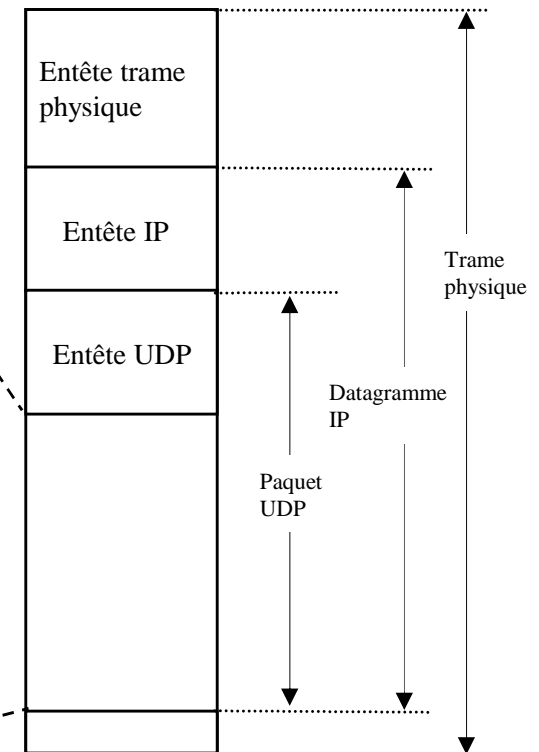 Entête trame
physique
Entête IP
Trame
physique
Entête UDP
Datagramme
IP
Paquet
UDP